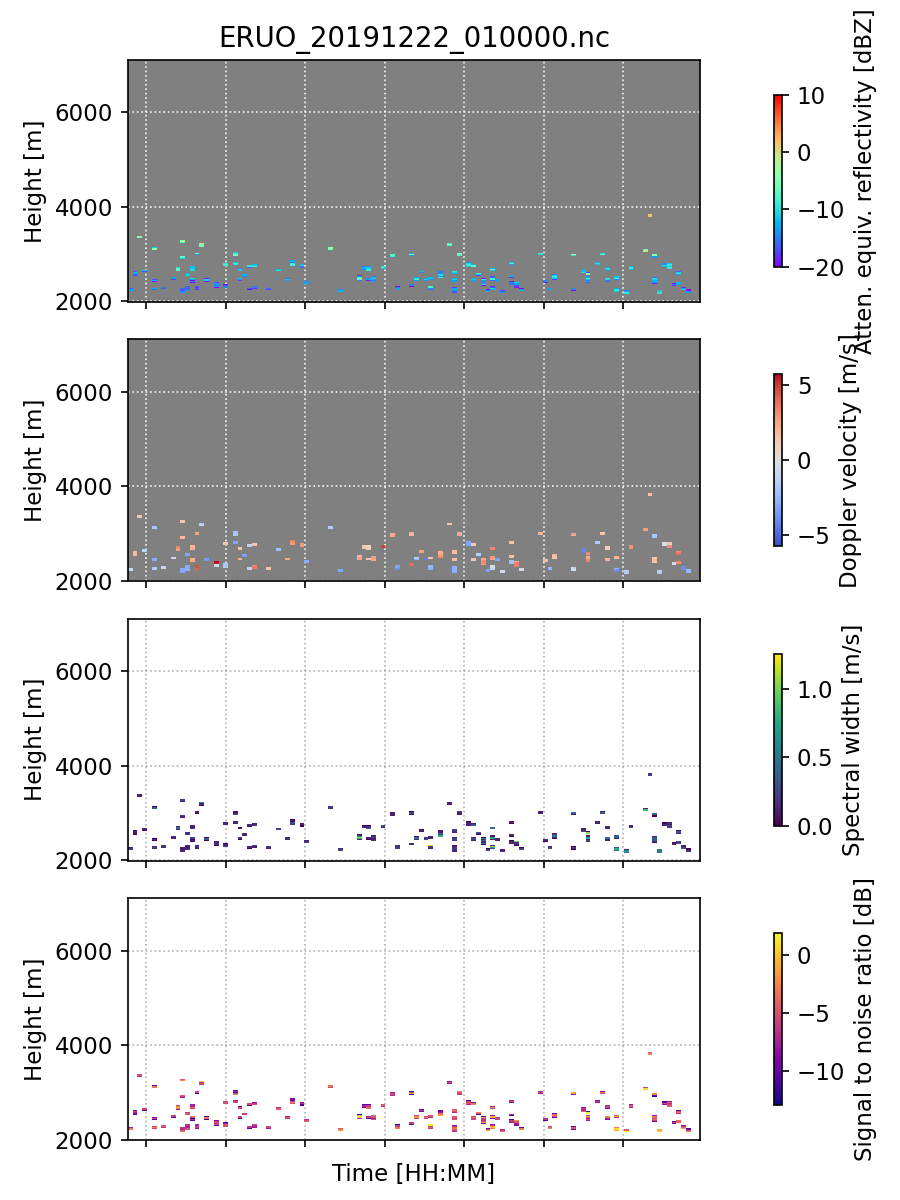 ERUO_20191222_010000.nc
Height [m]
6000
4000
2000
10
0
−10
−20
Atten. equiv. reflectivity [dBZ]
Height [m]
6000
4000
2000
5
0
−5
Doppler velocity [m/s]
Height [m]
6000
4000
2000
1.0
0.5
0.0
Spectral width [m/s]
Height [m]
6000
4000
2000
0
−5
−10
Signal to noise ratio [dB]
Time [HH:MM]